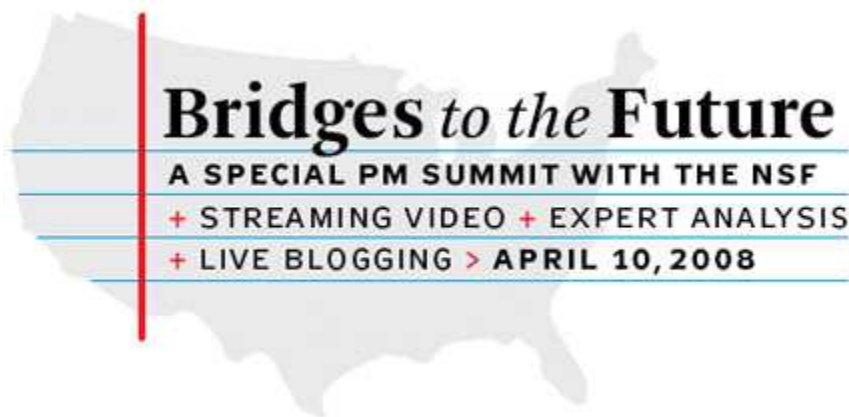 Bridges to the Future
A SPECIAL PM SUMMIT WITH THE NSF
+ STREAMING VIDEO + EXPERT ANALYSIS
+ LIVE BLOGGING > APRIL 10, 2008